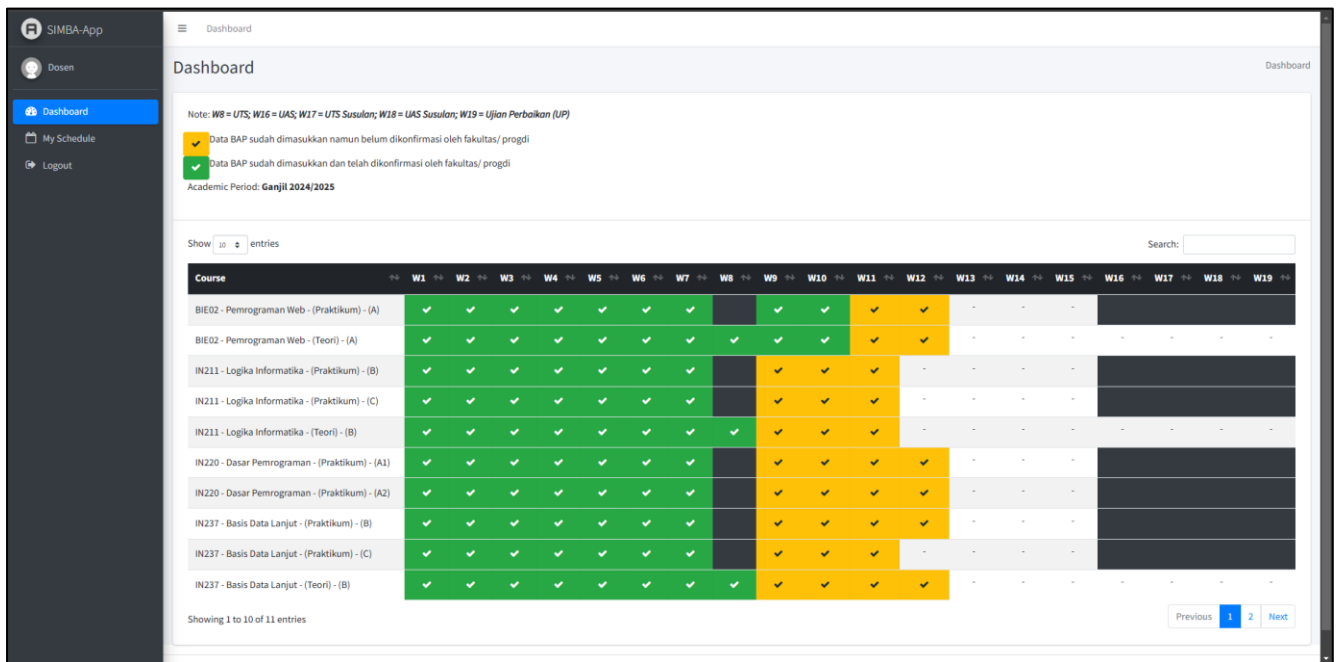 SIMBA-App
Dashboard
Dosen
Dashboard
Dashboard
Dashboard
My Schedule
Logout
Note: W8 = UTS; W16 = UAS; W17 = UTS Susulan; W18 = UAS Susulan; W19 = Ujian Perbaikan (UP)
Data BAP sudah dimasukkan namun belum dikonfirmasi oleh fakultas/ progdi
Data BAP sudah dimasukkan dan telah dikonfirmasi oleh fakultas/ progdi
Academic Period: Ganjil 2024/2025
Show 10 entries Search:
Course W1 W2 W3 W4 W5 W6 W7 W8 W9 W10 W11 W12 W13 W14 W15 W16 W17 W18 W19
BIE02 - Pemrograman Web - (Praktikum) - (A) - - -
BIE02 - Pemrograman Web - (Teori) - (A) - - - - - - -
IN211 - Logika Informatika - (Praktikum) - (B) - - - -
IN211 - Logika Informatika - (Praktikum) - (C) - - - -
IN211 - Logika Informatika - (Teori) - (B) - - - - - - - -
IN220 - Dasar Pemrograman - (Praktikum) - (A1) - - -
IN220 - Dasar Pemrograman - (Praktikum) - (A2) - - -
IN237 - Basis Data Lanjut - (Praktikum) - (B) - - -
IN237 - Basis Data Lanjut - (Praktikum) - (C) - - - -
IN237 - Basis Data Lanjut - (Teori) - (B) - - - - - - -
Showing 1 to 10 of 11 entries Previous 1 2 Next